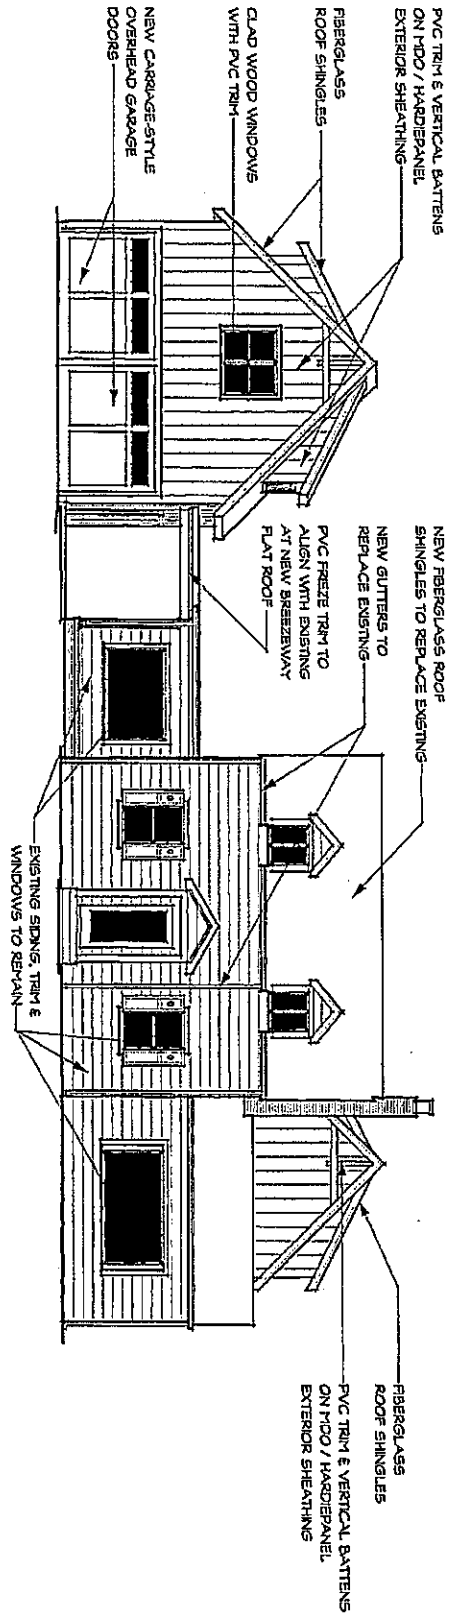 PVC TRIM & VERTICAL BATTENS
ON MDO / HARDIEPANEL
EXTERIOR SHEATHING
FIBERGLASS
ROOF SHINGLES
CLAD WOOD WINDOWS
WITH PVC TRIM
NEW CARRIAGE-STYLE
OVERHEAD GARAGE
DOORS
NEW FIBERGLASS ROOF
SHINGLES TO REPLACE EXISTING
NEW GUTTERS TO
REPLACE EXISTING
PVC FRIEZE TRIM TO
ALIGN WITH EXISTING
AT NEW BREEZEWAY
FLAT ROOF
EXISTING SIDING, TRIM &
WINDOWS TO REMAIN
FIBERGLASS
ROOF SHINGLES
PVC TRIM & VERTICAL BATTENS
ON MDO / HARDIEPANEL
EXTERIOR SHEATHING